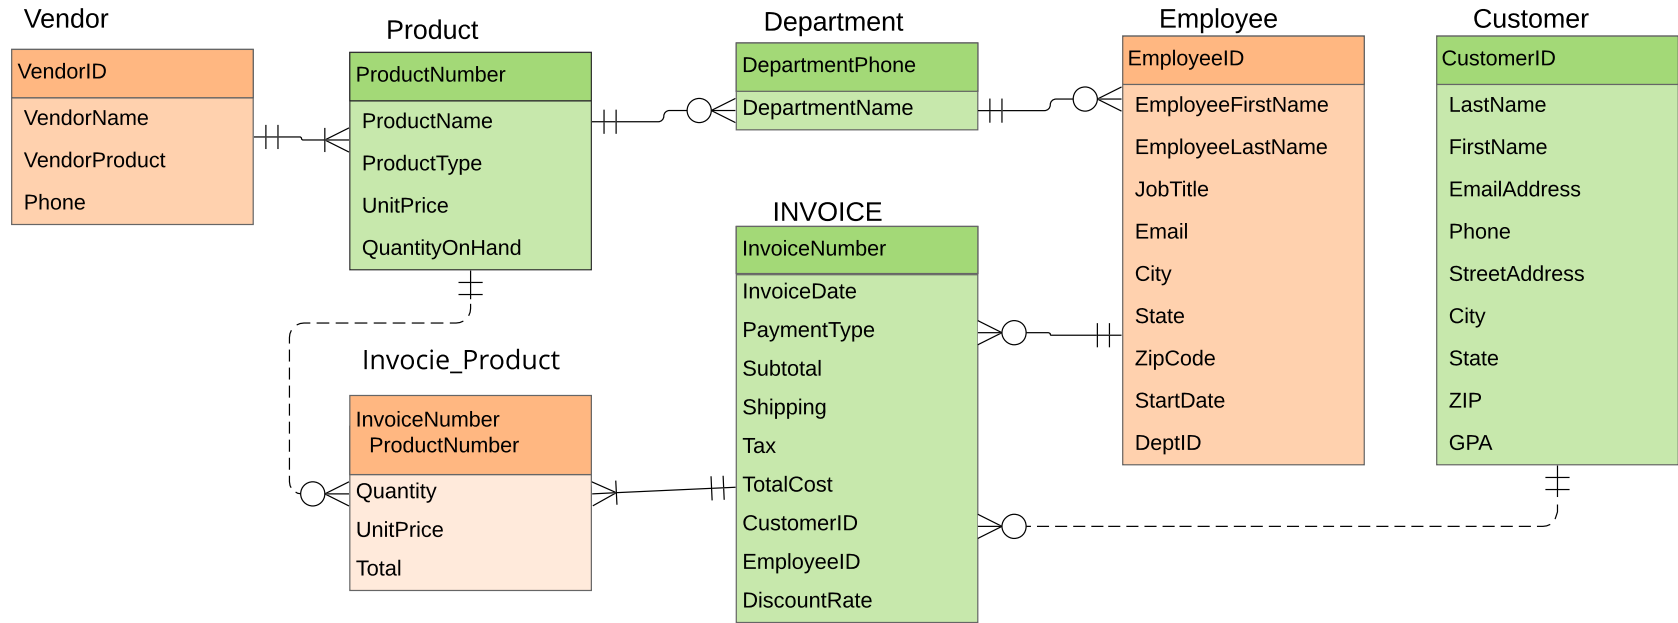 Vendor
VendorID
VendorName
VendorProduct
Phone
Product
ProductNumber
ProductName
ProductType
UnitPrice
QuantityOnHand
Department
DepartmentPhone
DepartmentName
Employee
EmployeeID
EmployeeFirstName
EmployeeLastName
JobTitle
Email
City
State
ZipCode
StartDate
DeptID
Customer
CustomerID
LastName
FirstName
EmailAddress
Phone
StreetAddress
City
State
ZIP
GPA
Invocie_Product
InvoiceNumber
ProductNumber
Quantity
UnitPrice
Total
INVOICE
InvoiceNumber
InvoiceDate
PaymentType
Subtotal
Shipping
Tax
TotalCost
CustomerID
EmployeeID
DiscountRate